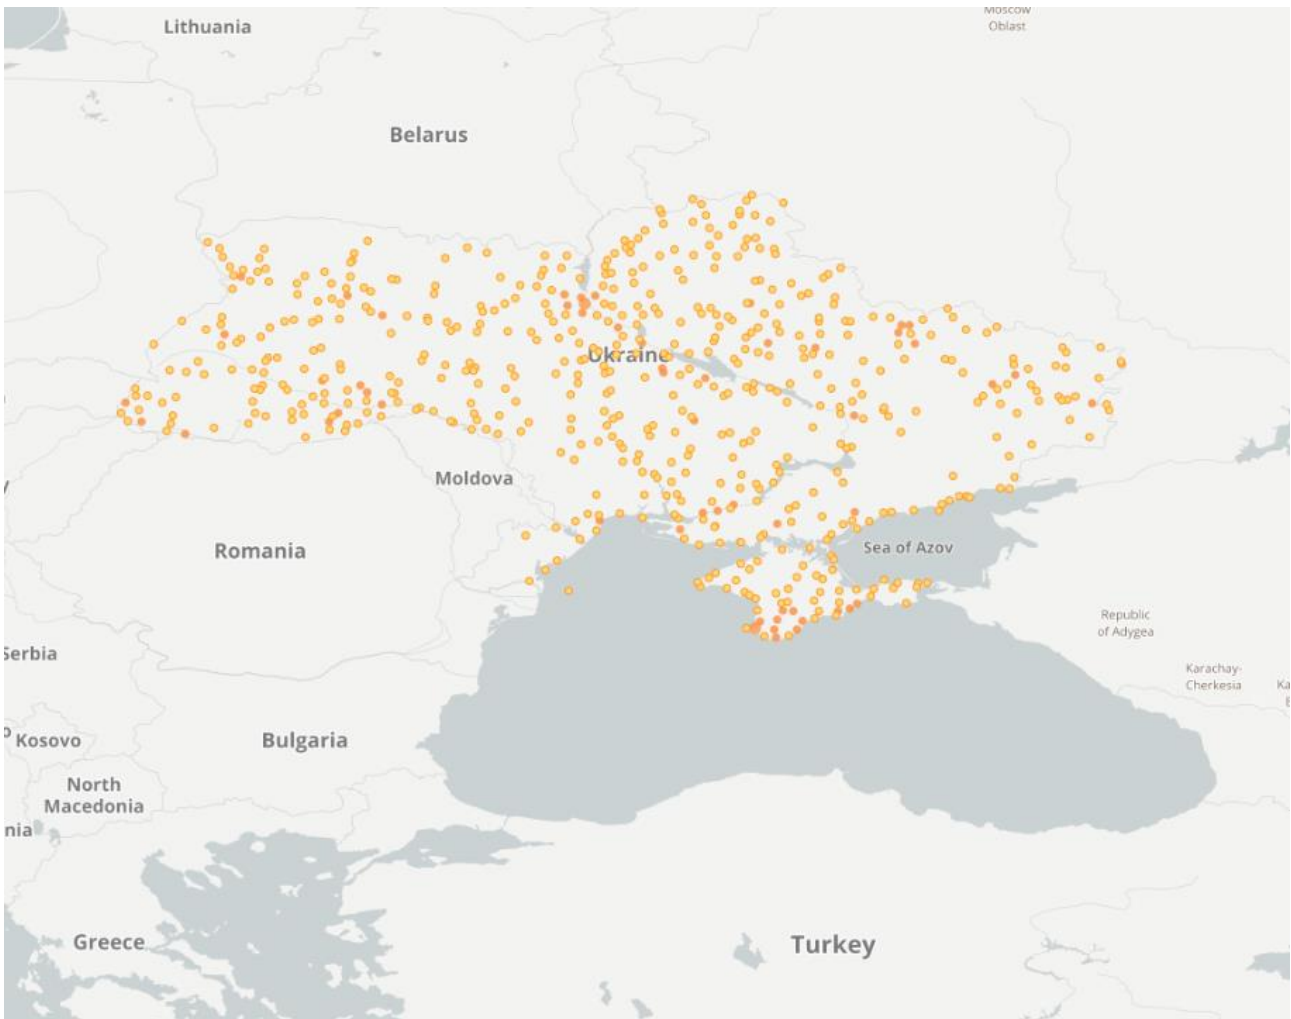 Moscow
Oblast
Lithuania
Belarus
Ukraine
Moldova
Romania
Sea of Azov
Republic
of Adygea
Serbia
Karachay-
Cherkesia
Kosovo
Bulgaria
North
Macedonia
Greece
Turkey